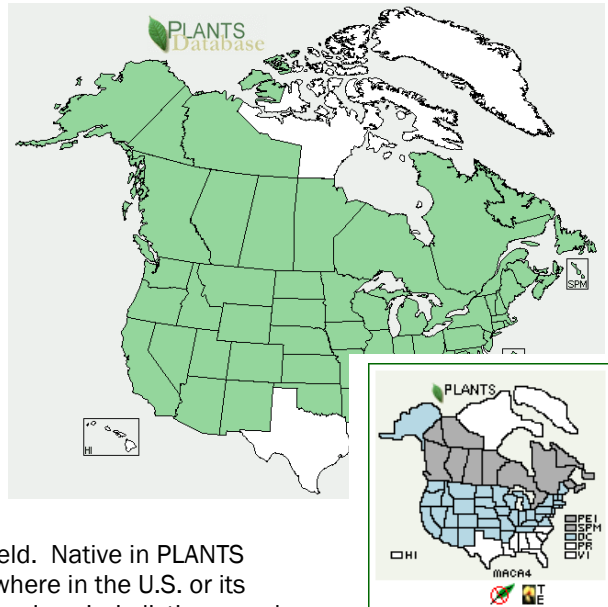 PLANTS
Database
SPM
HI
PLANTS
PEI
SPM
DC
PR
VI
HI
MACA4
T
E
eld. Native in PLANTS
where in the U.S. or its